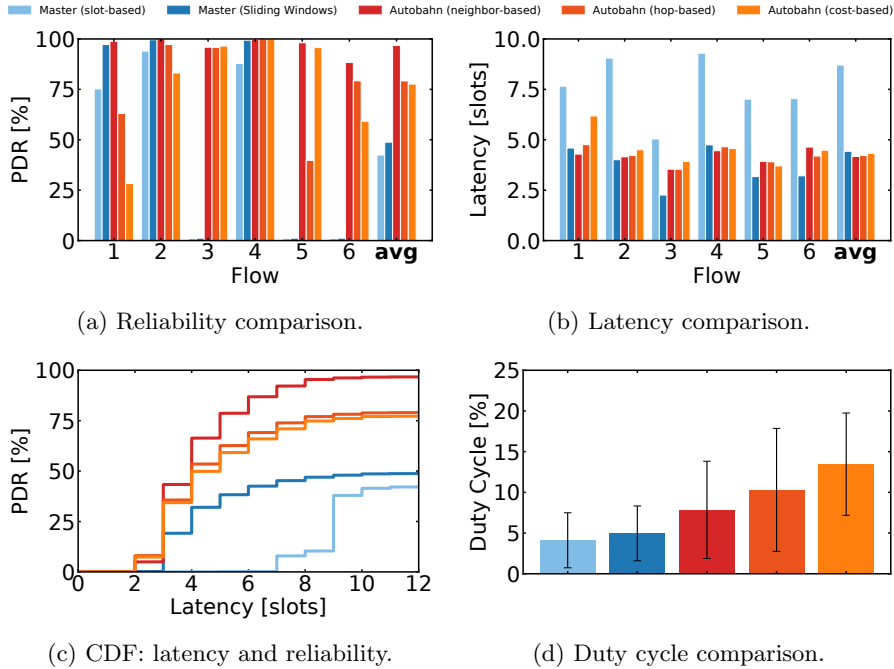 Master (slot-based) Master (Sliding Windows) Autobahn (neighbor-based) Autobahn (hop-based) Autobahn (cost-based)
PDR [%]
100
75
50
25
0
1 2 3 4 5 6 avg
Flow
(a) Reliability comparison.
Latency [slots]
10.0
7.5
5.0
2.5
0.0
1 2 3 4 5 6 avg
Flow
(b) Latency comparison.
PDR [%]
100
75
50
25
0
0 2 4 6 8 10 12
Latency [slots]
(c) CDF: latency and reliability.
Duty Cycle [%]
25
20
15
10
5
0
(d) Duty cycle comparison.